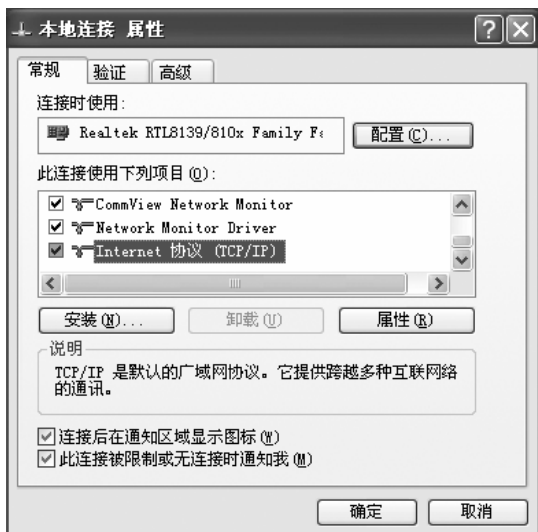 本地连接 属性
常规 验证 高级
连接时使用:
Realtek RTL8139/810x Family Fa 配置(C)...
此连接使用下列项目(O):
CommView Network Monitor
Network Monitor Driver
Internet 协议 (TCP/IP)
安装(N)... 卸载(U) 属性(R)
说明
TCP/IP 是默认的广域网协议。它提供跨越多种互联网络
的通讯。
连接后在通知区域显示图标(W)
此连接被限制或无连接时通知我(M)
确定 取消